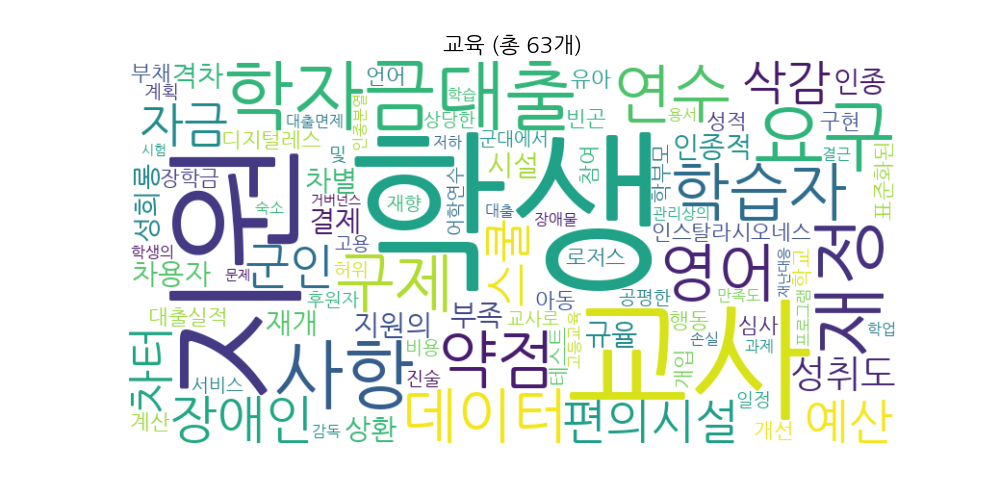 교육 (총 63개)
부채 격차 학자금대출 언어 유아 연수 삭감 인종
계획 자금 대출면제 인종분열 학습 상당한 빈곤 용서 성적 구현 요구
시험 디지털레스 및 저하 군대에서 시설 참여 학부모 인종적 결근 표준화된
성희롱 장학금 지원 차별 거버넌스 재향 어학연수 학생 학습자
숙소 결제 대출 장애물 관리상의 인스탈라시오네스
학생의 문제 군인 고용 구제 스쿨 로저스 영어 재난대응 학교 재정
차용자 허위 후원자 아동 공평한 만족도 프로그램
대출실적 재개 지원의 부족 교사로 규율 행동 심사 학업
차터 서비스 사항 비용 진술 약점 테스트 고등교육 개입 손실 과제 성취도
계산 장애인 감독 상환 데이터 편의시설 교사 일정 개선 예산